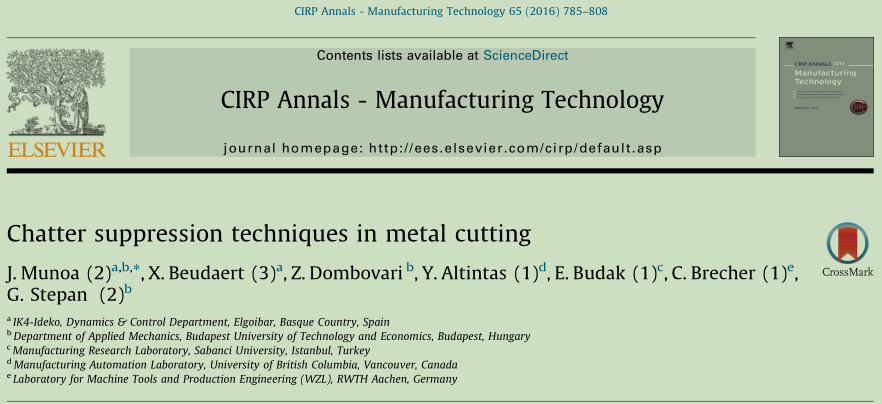 CIRP Annals - Manufacturing Technology 65 (2016) 785–808
Contents lists available at ScienceDirect
CIRP Annals - Manufacturing Technology
journal homepage: http://ees.elsevier.com/cirp/default.asp
ELSEVIER
CIRP ANNALS 2016
Manufacturing
Technology
Chatter suppression techniques in metal cutting
CrossMark
J. Munoa (2)a,b,*, X. Beudaert (3)a, Z. Dombovari b, Y. Altintas (1)d, E. Budak (1)c, C. Brecher (1)e,
G. Stepan (2)b
a IK4-Ideko, Dynamics & Control Department, Elgoibar, Basque Country, Spain
b Department of Applied Mechanics, Budapest University of Technology and Economics, Budapest, Hungary
c Manufacturing Research Laboratory, Sabanci University, Istanbul, Turkey
d Manufacturing Automation Laboratory, University of British Columbia, Vancouver, Canada
e Laboratory for Machine Tools and Production Engineering (WZL), RWTH Aachen, Germany